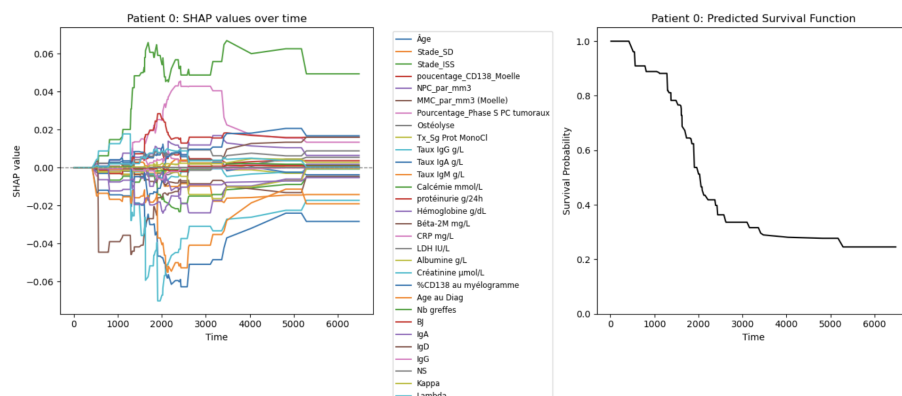 Patient 0: SHAP values over time
SHAP value
0.06
0.04
0.02
0.00
−0.02
−0.04
−0.06
0
1000
2000
3000
4000
5000
6000
Time
Âge
Stade_SD
Stade_ISS
poucentage_CD138_Moelle
NPC_par_mm3
MMC_par_mm3 (Moelle)
Pourcentage_Phase S PC tumoraux
Ostéolyse
Tx_Sg Prot MonoCl
Taux IgG g/L
Taux IgA g/L
Taux IgM g/L
Calcémie mmol/L
protéinurie g/24h
Hémoglobine g/dL
Béta-2M mg/L
CRP mg/L
LDH IU/L
Albumine g/L
Créatinine µmol/L
%CD138 au myélogramme
Age au Diag
Nb greffes
BJ
IgA
IgD
IgG
NS
Kappa
Lambda
Patient 0: Predicted Survival Function
Survival Probability
1.0
0.8
0.6
0.4
0.2
0.0
0
1000
2000
3000
4000
5000
6000
Time